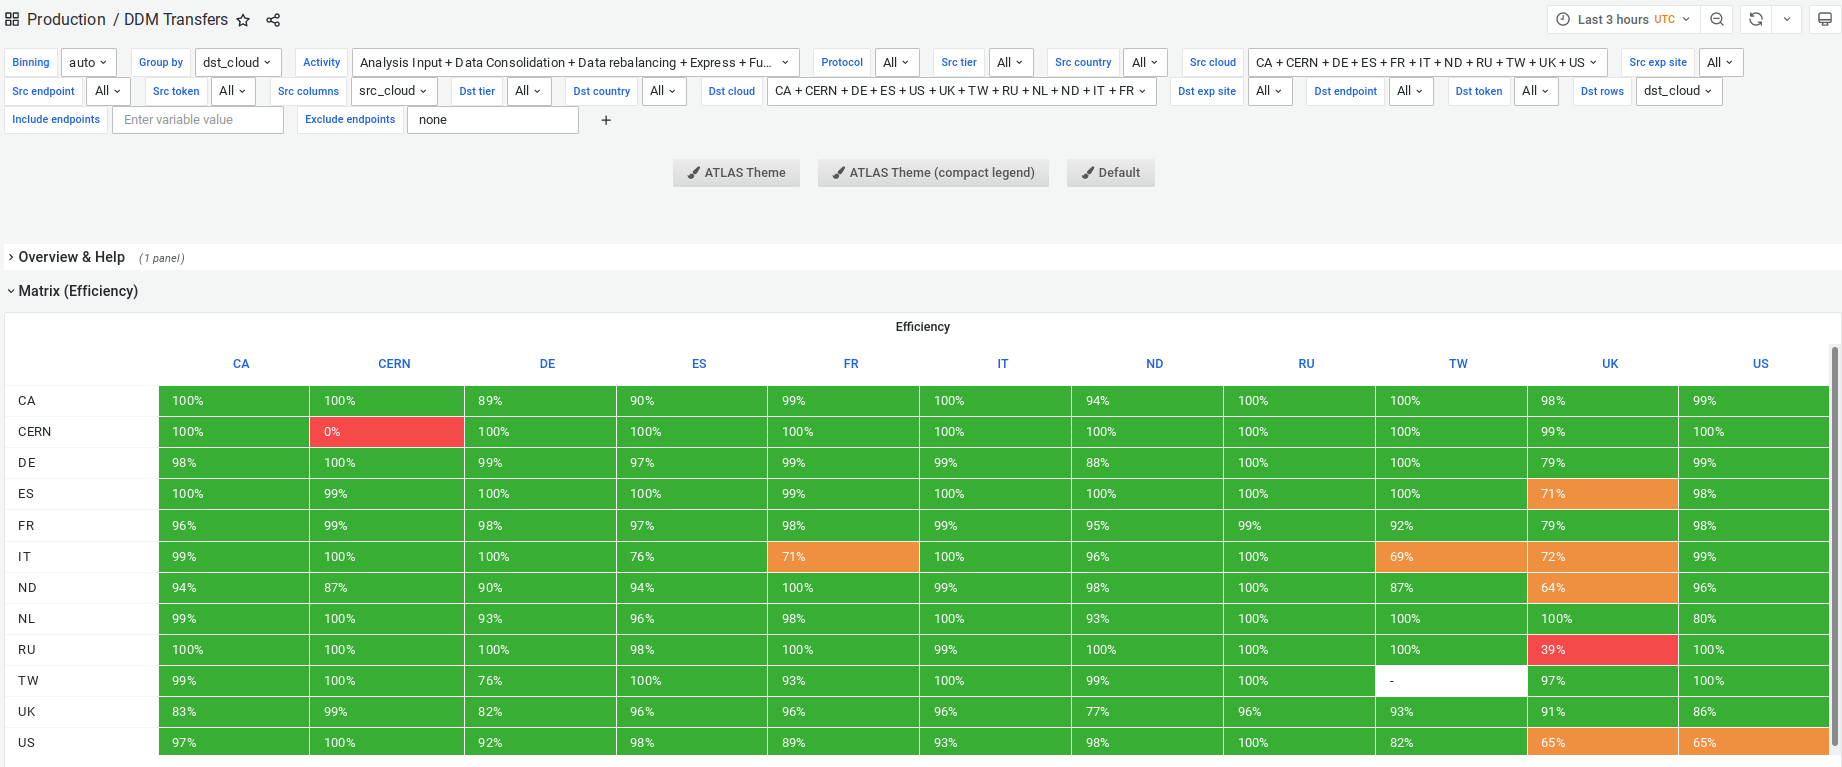 Production / DDM Transfers Last 3 hours UTC
Binning auto Group by dst_cloud Activity Analysis Input + Data Consolidation + Data rebalancing + Express + Fu... Protocol All Src tier All Src country All Src cloud CA + CERN + DE + ES + FR + IT + ND + RU + TW + UK + US Src exp site All
Src endpoint All Src token All Src columns src_cloud Dst tier All Dst country All Dst cloud CA + CERN + DE + ES + US + UK + TW + RU + NL + ND + IT + FR Dst exp site All Dst endpoint All Dst token All Dst rows dst_cloud
Include endpoints Enter variable value Exclude endpoints none +
ATLAS Theme ATLAS Theme (compact legend) Default
Overview & Help (1 panel)
Matrix (Efficiency)
Efficiency
CA CERN DE ES FR IT ND RU TW UK US
CA 100% 100% 89% 90% 99% 100% 94% 100% 100% 98% 99%
CERN 100% 0% 100% 100% 100% 100% 100% 100% 100% 99% 100%
DE 98% 100% 99% 97% 99% 99% 88% 100% 100% 79% 99%
ES 100% 99% 100% 100% 99% 100% 100% 100% 100% 71% 98%
FR 96% 99% 98% 97% 98% 99% 95% 99% 92% 79% 98%
IT 99% 100% 100% 76% 71% 100% 96% 100% 69% 72% 99%
ND 94% 87% 90% 94% 100% 99% 98% 100% 87% 64% 96%
NL 99% 100% 93% 96% 98% 100% 93% 100% 100% 100% 80%
RU 100% 100% 100% 98% 100% 99% 100% 100% 100% 39% 100%
TW 99% 100% 76% 100% 93% 100% 99% 100% - 97% 100%
UK 83% 99% 82% 96% 96% 96% 77% 96% 93% 91% 86%
US 97% 100% 92% 98% 89% 93% 98% 100% 82% 65% 65%